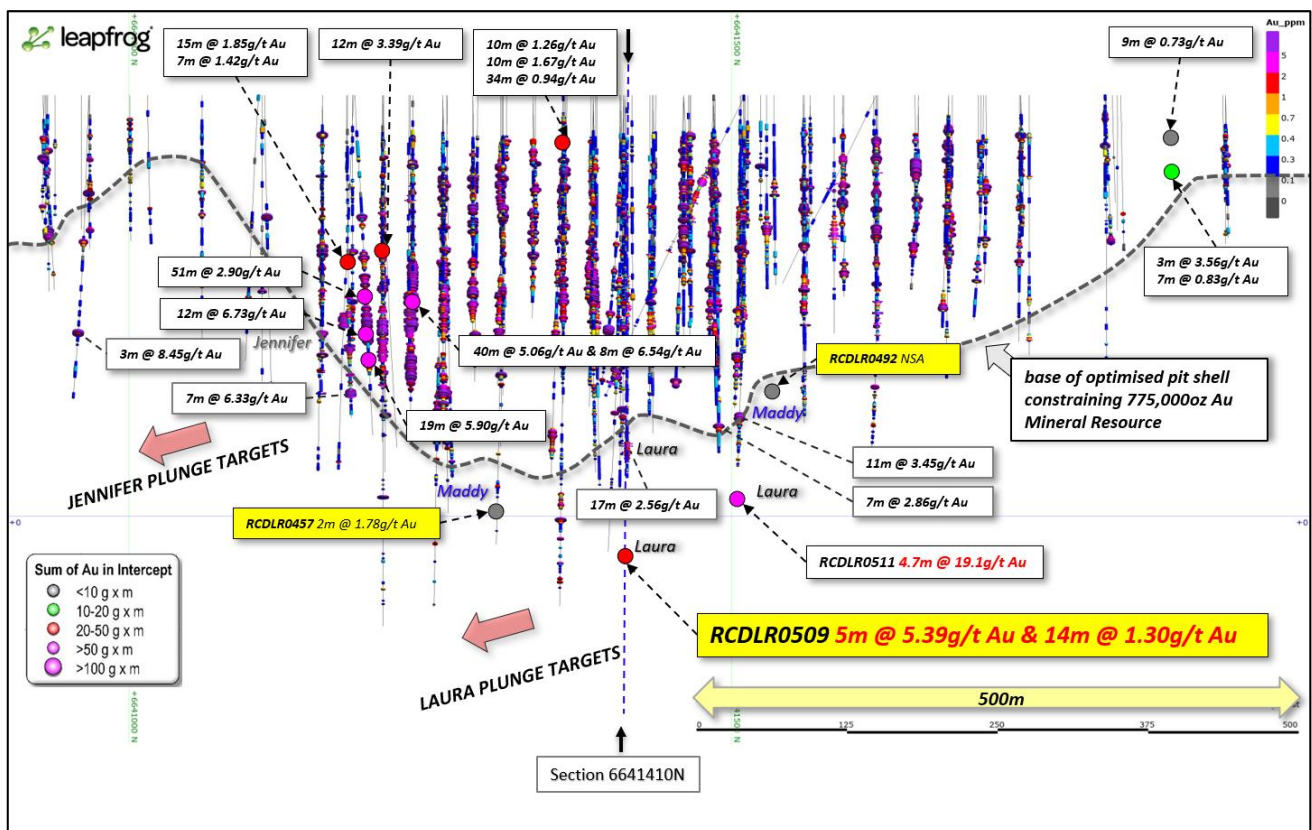 leapfrog
15m @ 1.85g/t Au
7m @ 1.42g/t Au
12m @ 3.39g/t Au
10m @ 1.26g/t Au
10m @ 1.67g/t Au
34m @ 0.94g/t Au
+6641500 N
9m @ 0.73g/t Au
Au_ppm
5
2
1
0.7
0.4
0.3
0.1
0
3m @ 3.56g/t Au
7m @ 0.83g/t Au
51m @ 2.90g/t Au
12m @ 6.73g/t Au
Jennifer
3m @ 8.45g/t Au
40m @ 5.06g/t Au & 8m @ 6.54g/t Au
RCDLR0492 NSA
base of optimised pit shell
constraining 775,000oz Au
Mineral Resource
7m @ 6.33g/t Au
19m @ 5.90g/t Au
Maddy
JENNIFER PLUNGE TARGETS
Laura
11m @ 3.45g/t Au
Maddy
Laura
7m @ 2.86g/t Au
17m @ 2.56g/t Au
RCDLR0457 2m @ 1.78g/t Au
+0
+0
Laura
RCDLR0511 4.7m @ 19.1g/t Au
Sum of Au in Intercept
<10 g x m
10-20 g x m
20-50 g x m
>50 g x m
>100 g x m
RCDLR0509 5m @ 5.39g/t Au & 14m @ 1.30g/t Au
LAURA PLUNGE TARGETS
+6641000 N
500m
0
125
250
375
500
Section 6641410N